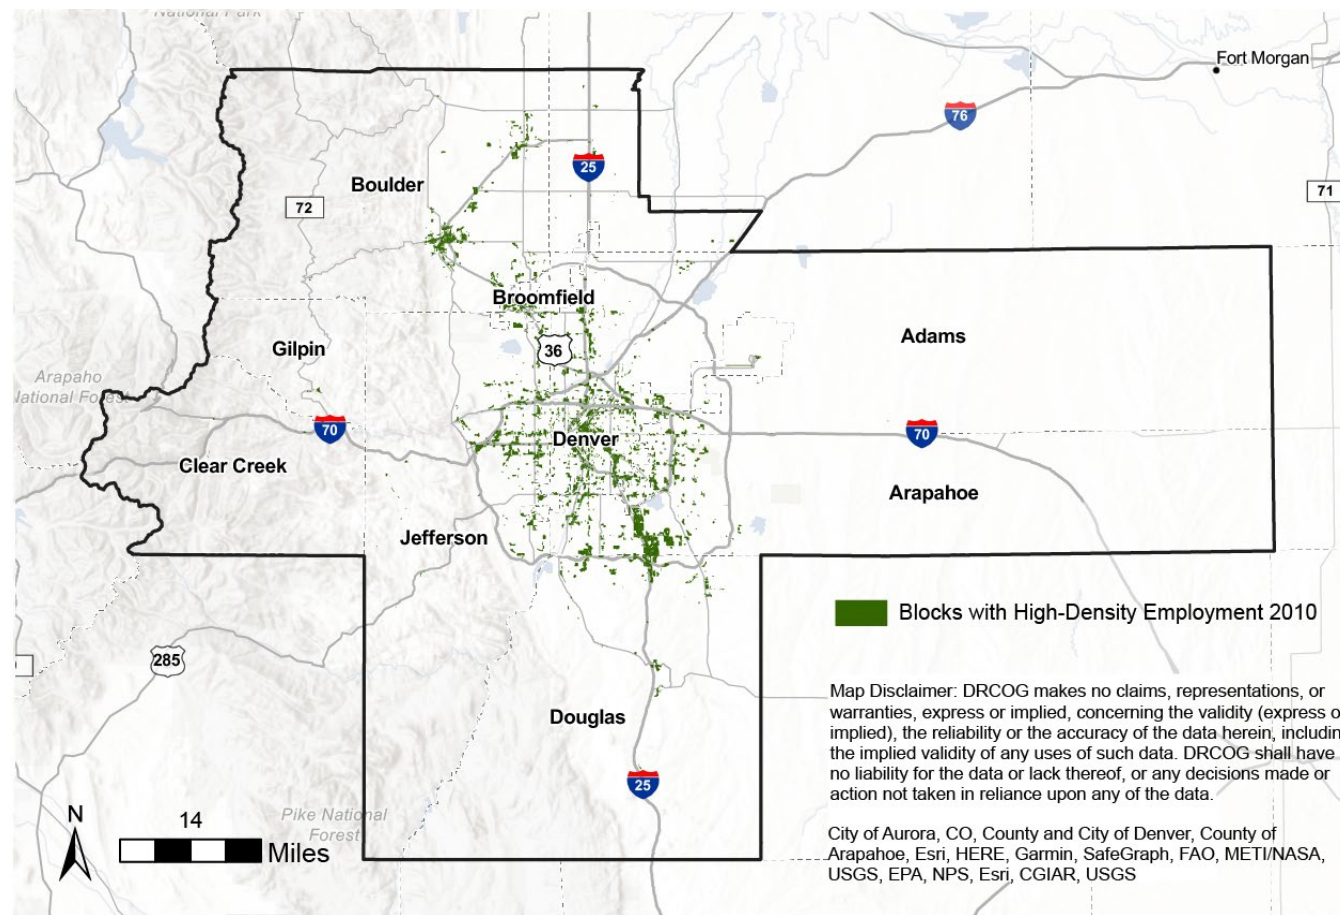 National Park
Fort Morgan
76
25
71
Boulder
72
Broomfield
Adams
Gilpin
36
Arapaho
National Forest
70
70
Denver
Clear Creek
Arapahoe
Jefferson
Blocks with High-Density Employment 2010
285
Map Disclaimer: DRCOG makes no claims, representations, or
warranties, express or implied, concerning the validity (express o
implied), the reliability or the accuracy of the data herein, includin
the implied validity of any uses of such data. DRCOG shall have
no liability for the data or lack thereof, or any decisions made or
action not taken in reliance upon any of the data.
Douglas
25
N
14
Miles
Pike National
Forest
City of Aurora, CO, County and City of Denver, County of
Arapahoe, Esri, HERE, Garmin, SafeGraph, FAO, METI/NASA,
USGS, EPA, NPS, Esri, CGIAR, USGS